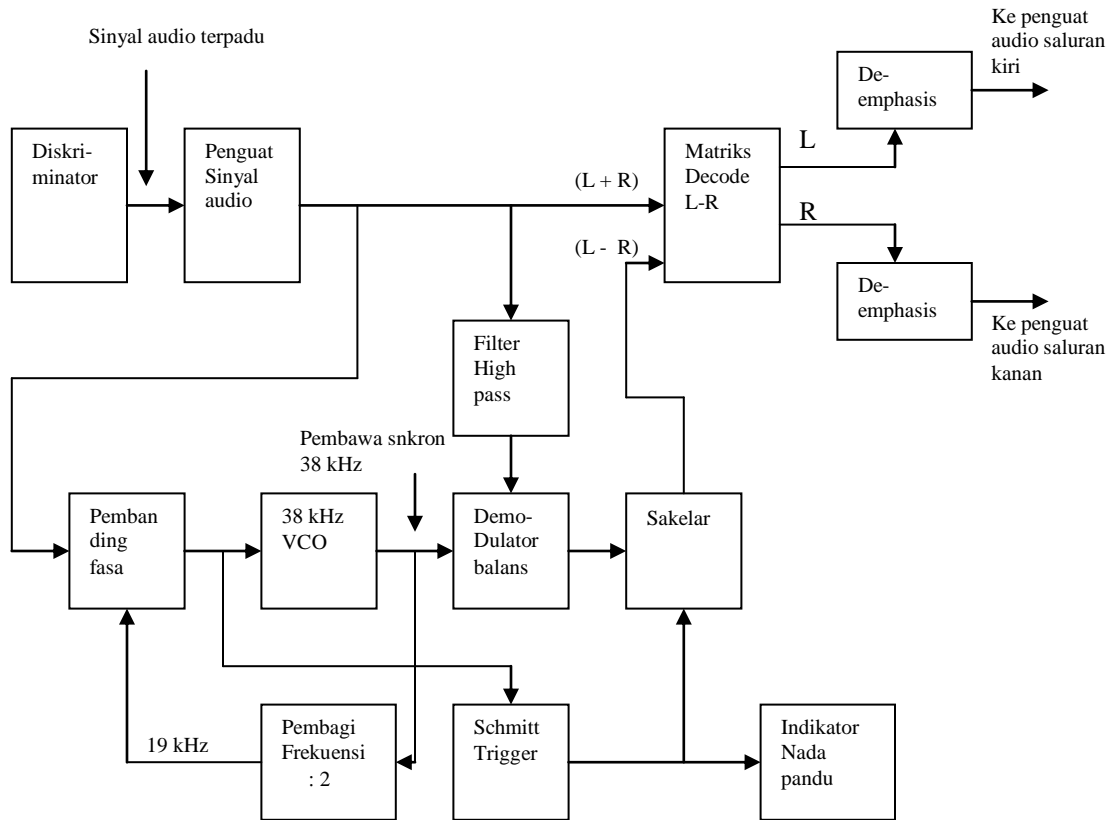 Sinyal audio terpadu
Ke penguat
audio saluran
kiri
De-
emphasis
Diskri-
minator
Penguat
Sinyal
audio
(L + R)
(L - R)
Matriks
Decode
L-R
L
R
De-
emphasis
Ke penguat
audio saluran
kanan
Filter
High
pass
Pembawa snkron
38 kHz
Pemban
ding
fasa
38 kHz
VCO
Demo-
Dulator
balans
Sakelar
19 kHz
Pembagi
Frekuensi
: 2
Schmitt
Trigger
Indikator
Nada
pandu